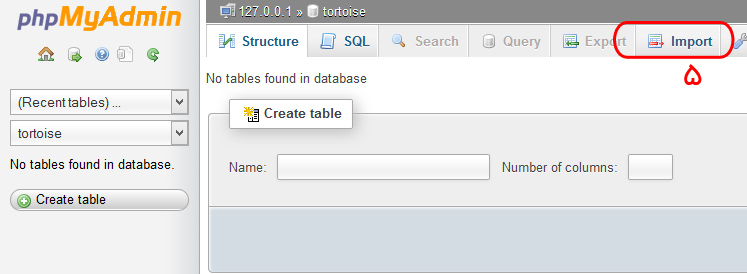 phpMyAdmin
(Recent tables) ...
tortoise
No tables found in database.
Create table
127.0.0.1 » tortoise
Structure SQL Search Query Export Import
۵
No tables found in database
Create table
Name: Number of columns: